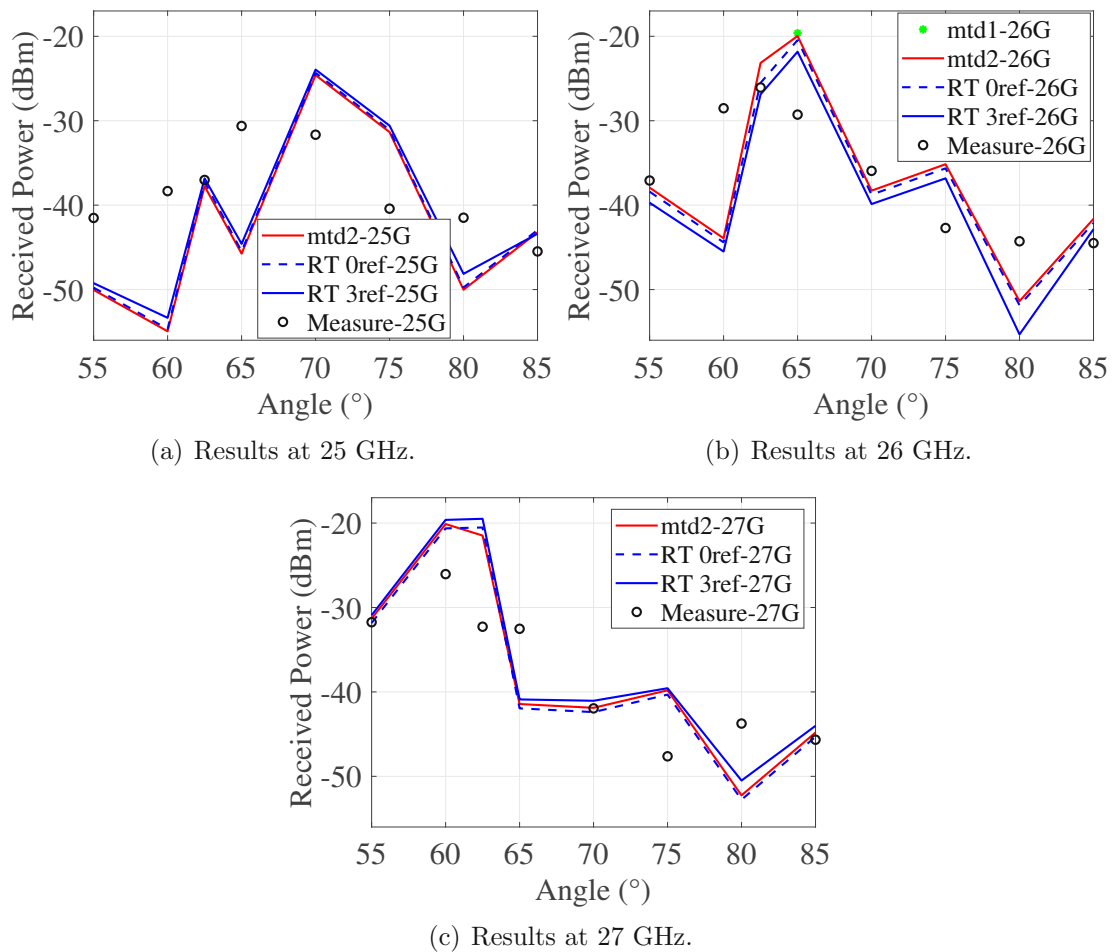 -20
-30
-40
-50
Received Power (dBm)
mtd2-25G
RT 0ref-25G
RT 3ref-25G
Measure-25G
55 60 65 70 75 80 85
Angle (°)
(a) Results at 25 GHz.
-20
-30
-40
-50
Received Power (dBm)
mtd1-26G
mtd2-26G
RT 0ref-26G
RT 3ref-26G
Measure-26G
55 60 65 70 75 80 85
Angle (°)
(b) Results at 26 GHz.
-20
-30
-40
-50
Received Power (dBm)
mtd2-27G
RT 0ref-27G
RT 3ref-27G
Measure-27G
55 60 65 70 75 80 85
Angle (°)
(c) Results at 27 GHz.